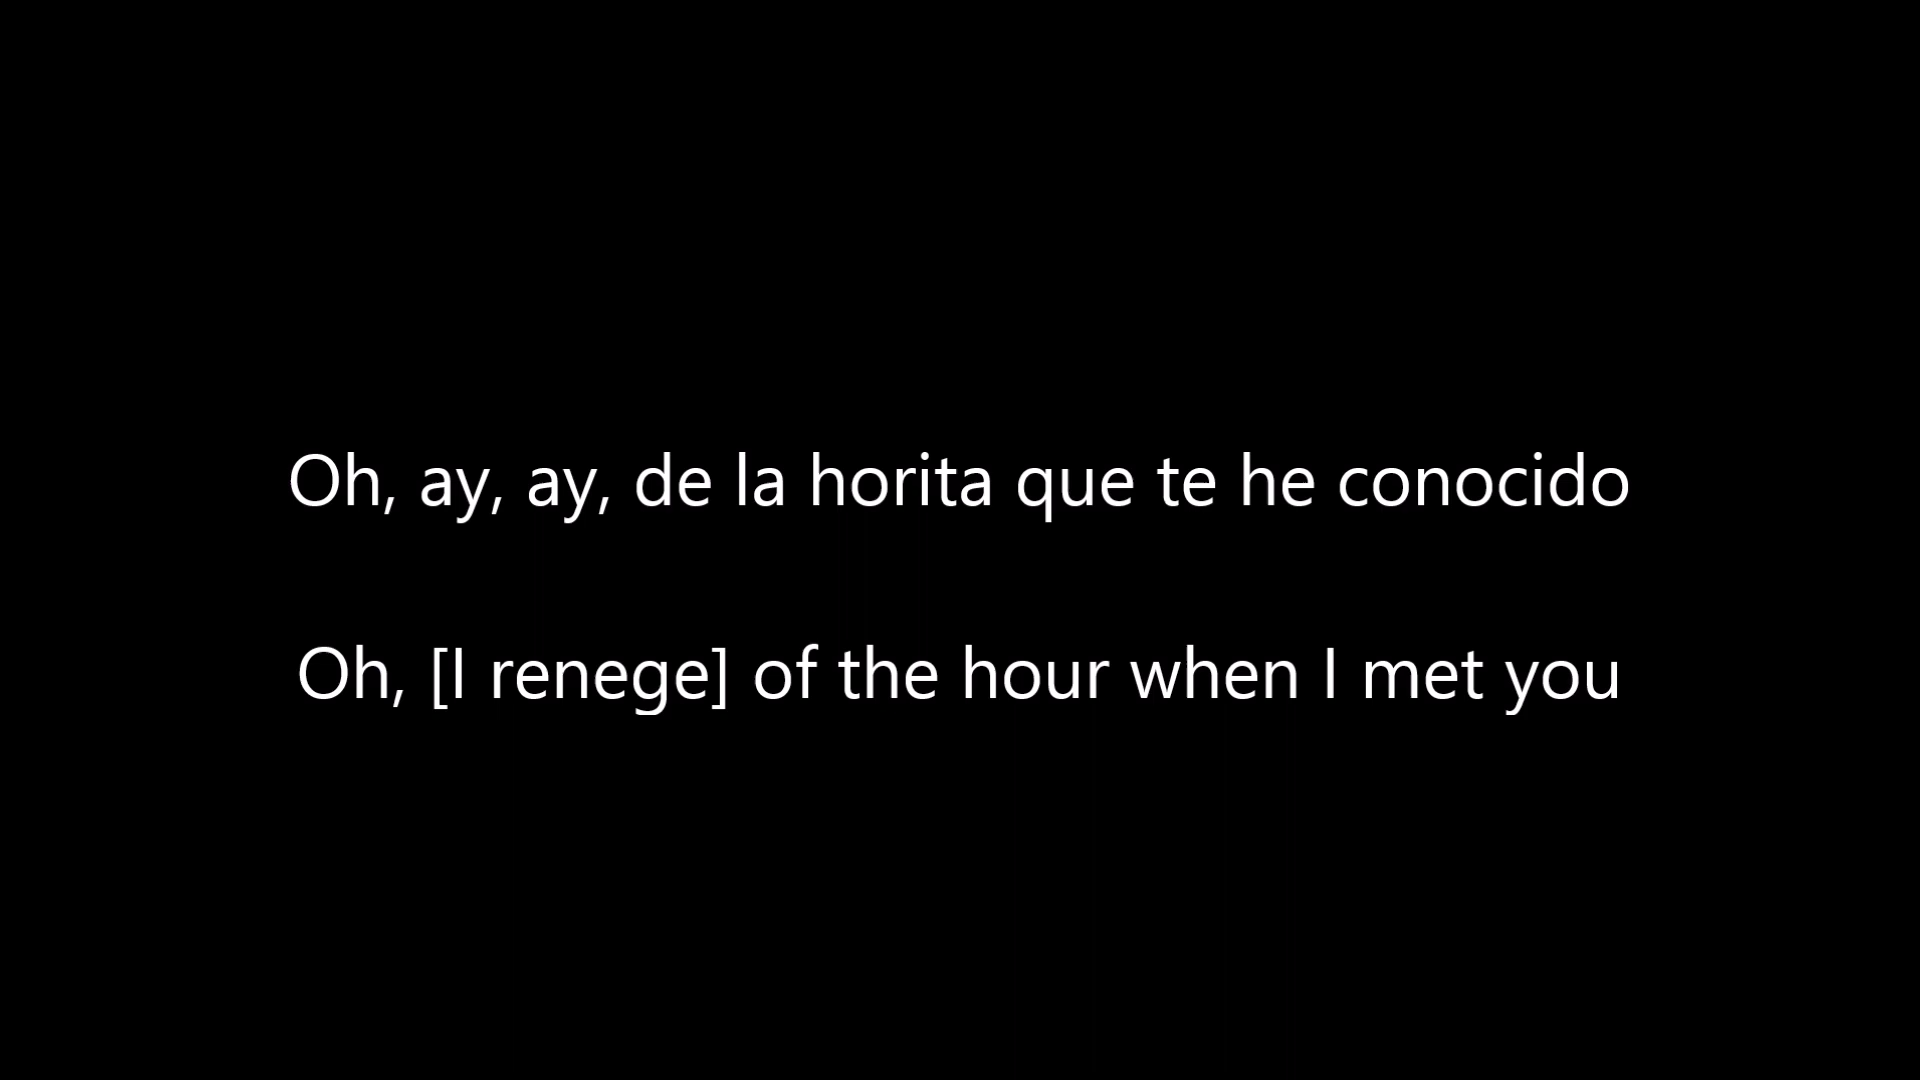 Oh, ay, ay, de la horita que te he conocido
Oh, [I renege] of the hour when I met you